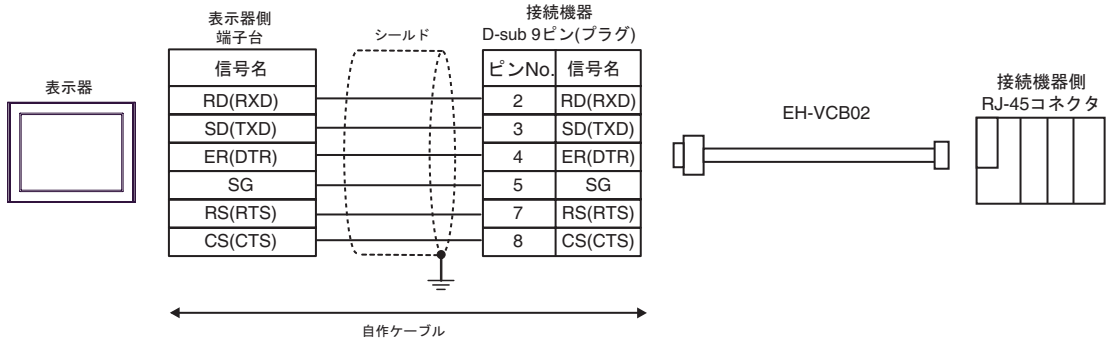 表示器
表示器側
端子台
シールド
接続機器
D-sub 9ピン(プラグ)
信号名
ピンNo. 信号名
RD(RXD) 2 RD(RXD)
SD(TXD) 3 SD(TXD)
ER(DTR) 4 ER(DTR)
SG 5 SG
RS(RTS) 7 RS(RTS)
CS(CTS) 8 CS(CTS)
自作ケーブル
EH-VCB02
接続機器側
RJ-45コネクタ